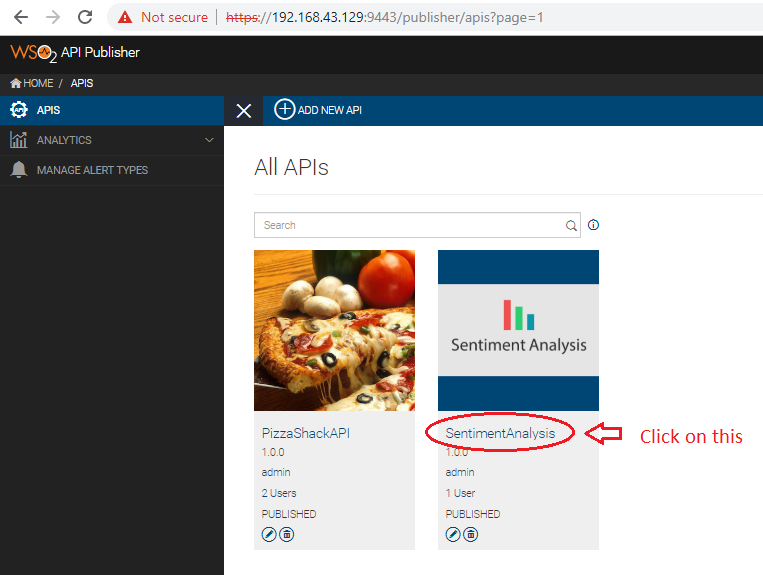 Not secure | https://192.168.43.129:9443/publisher/apis?page=1
WSO2 API Publisher
HOME / APIS
APIS
ADD NEW API
ANALYTICS
MANAGE ALERT TYPES
All APIs
Search
Sentiment Analysis
PizzaShackAPI
1.0.0
admin
2 Users
PUBLISHED
SentimentAnalysis
1.0.0
admin
1 User
PUBLISHED
Click on this